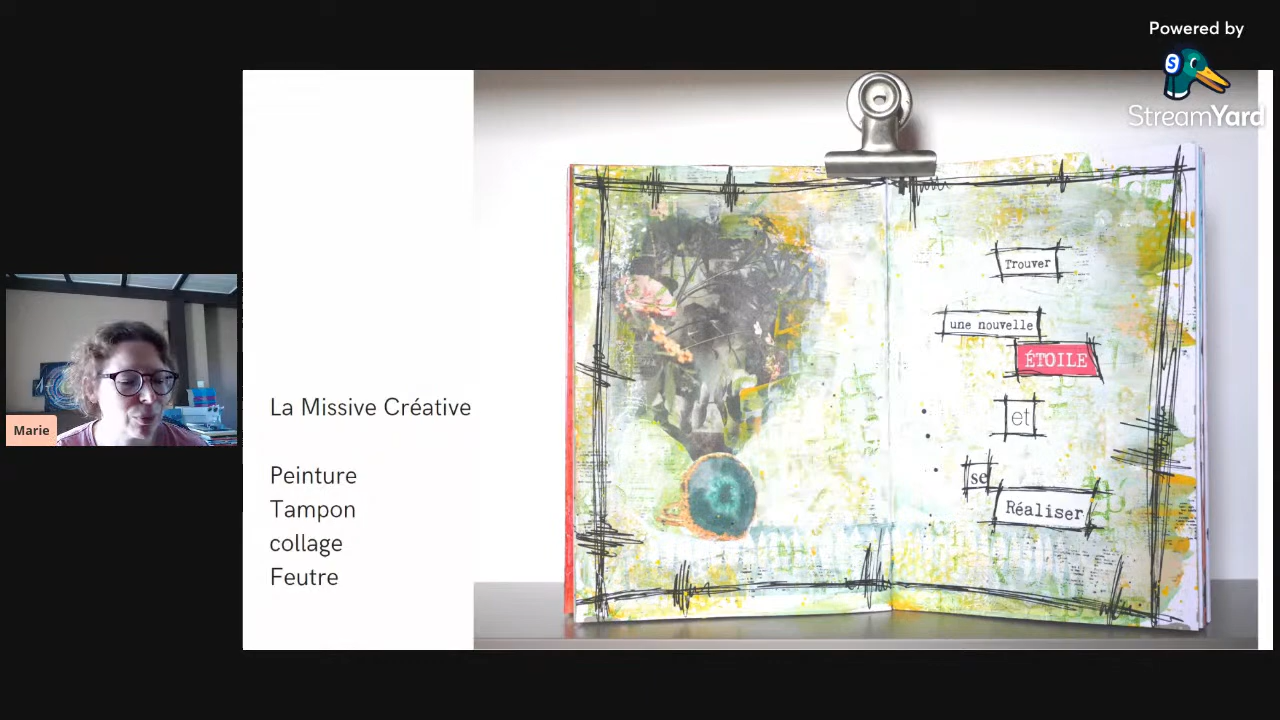 Powered by
StreamYard
Marie
La Missive Créative
Peinture
Tampon
collage
Feutre
Trouver
une nouvelle
ÉTOILE
et
se
Réaliser